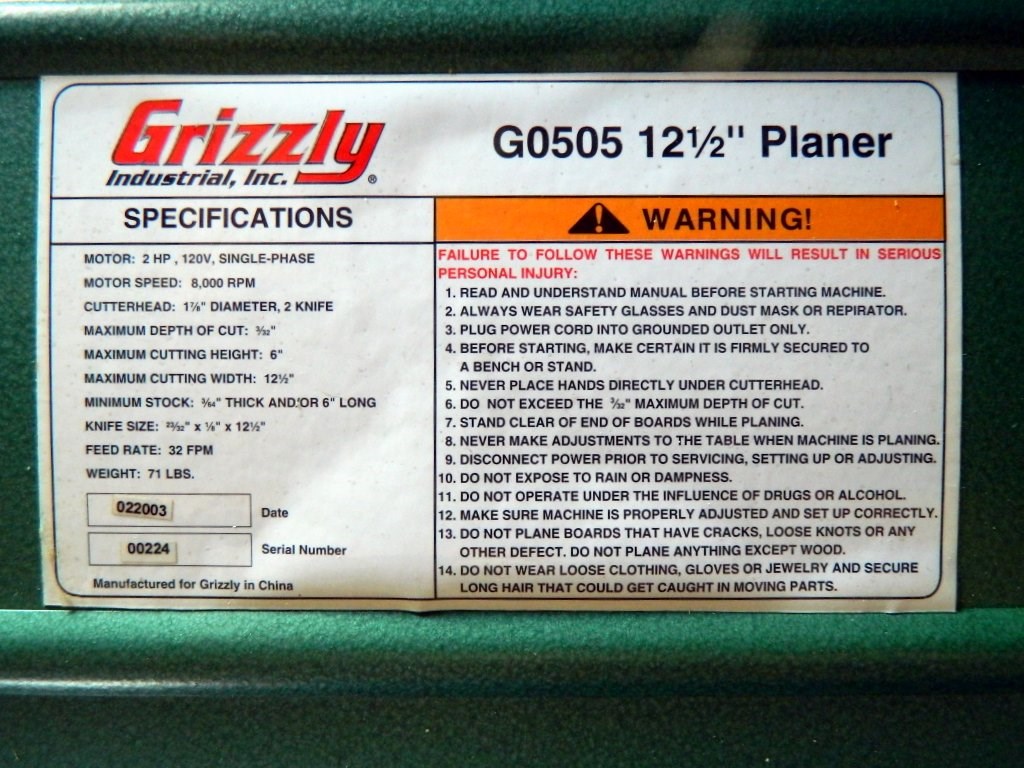 Grizzly
Industrial, Inc. ®
G0505 12½" Planer
SPECIFICATIONS
MOTOR: 2 HP , 120V, SINGLE-PHASE
MOTOR SPEED: 8,000 RPM
CUTTERHEAD: 1⅞" DIAMETER, 2 KNIFE
MAXIMUM DEPTH OF CUT: 3⁄32"
MAXIMUM CUTTING HEIGHT: 6"
MAXIMUM CUTTING WIDTH: 12½"
MINIMUM STOCK: 3⁄64" THICK AND/OR 6" LONG
KNIFE SIZE: 23⁄32" x ⅛" x 12½"
FEED RATE: 32 FPM
WEIGHT: 71 LBS.
022003 Date
00224 Serial Number
Manufactured for Grizzly in China
WARNING!
FAILURE TO FOLLOW THESE WARNINGS WILL RESULT IN SERIOUS
PERSONAL INJURY:
1. READ AND UNDERSTAND MANUAL BEFORE STARTING MACHINE.
2. ALWAYS WEAR SAFETY GLASSES AND DUST MASK OR REPIRATOR.
3. PLUG POWER CORD INTO GROUNDED OUTLET ONLY.
4. BEFORE STARTING, MAKE CERTAIN IT IS FIRMLY SECURED TO
A BENCH OR STAND.
5. NEVER PLACE HANDS DIRECTLY UNDER CUTTERHEAD.
6. DO NOT EXCEED THE 3⁄32" MAXIMUM DEPTH OF CUT.
7. STAND CLEAR OF END OF BOARDS WHILE PLANING.
8. NEVER MAKE ADJUSTMENTS TO THE TABLE WHEN MACHINE IS PLANING.
9. DISCONNECT POWER PRIOR TO SERVICING, SETTING UP OR ADJUSTING.
10. DO NOT EXPOSE TO RAIN OR DAMPNESS.
11. DO NOT OPERATE UNDER THE INFLUENCE OF DRUGS OR ALCOHOL.
12. MAKE SURE MACHINE IS PROPERLY ADJUSTED AND SET UP CORRECTLY.
13. DO NOT PLANE BOARDS THAT HAVE CRACKS, LOOSE KNOTS OR ANY
OTHER DEFECT. DO NOT PLANE ANYTHING EXCEPT WOOD.
14. DO NOT WEAR LOOSE CLOTHING, GLOVES OR JEWELRY AND SECURE
LONG HAIR THAT COULD GET CAUGHT IN MOVING PARTS.